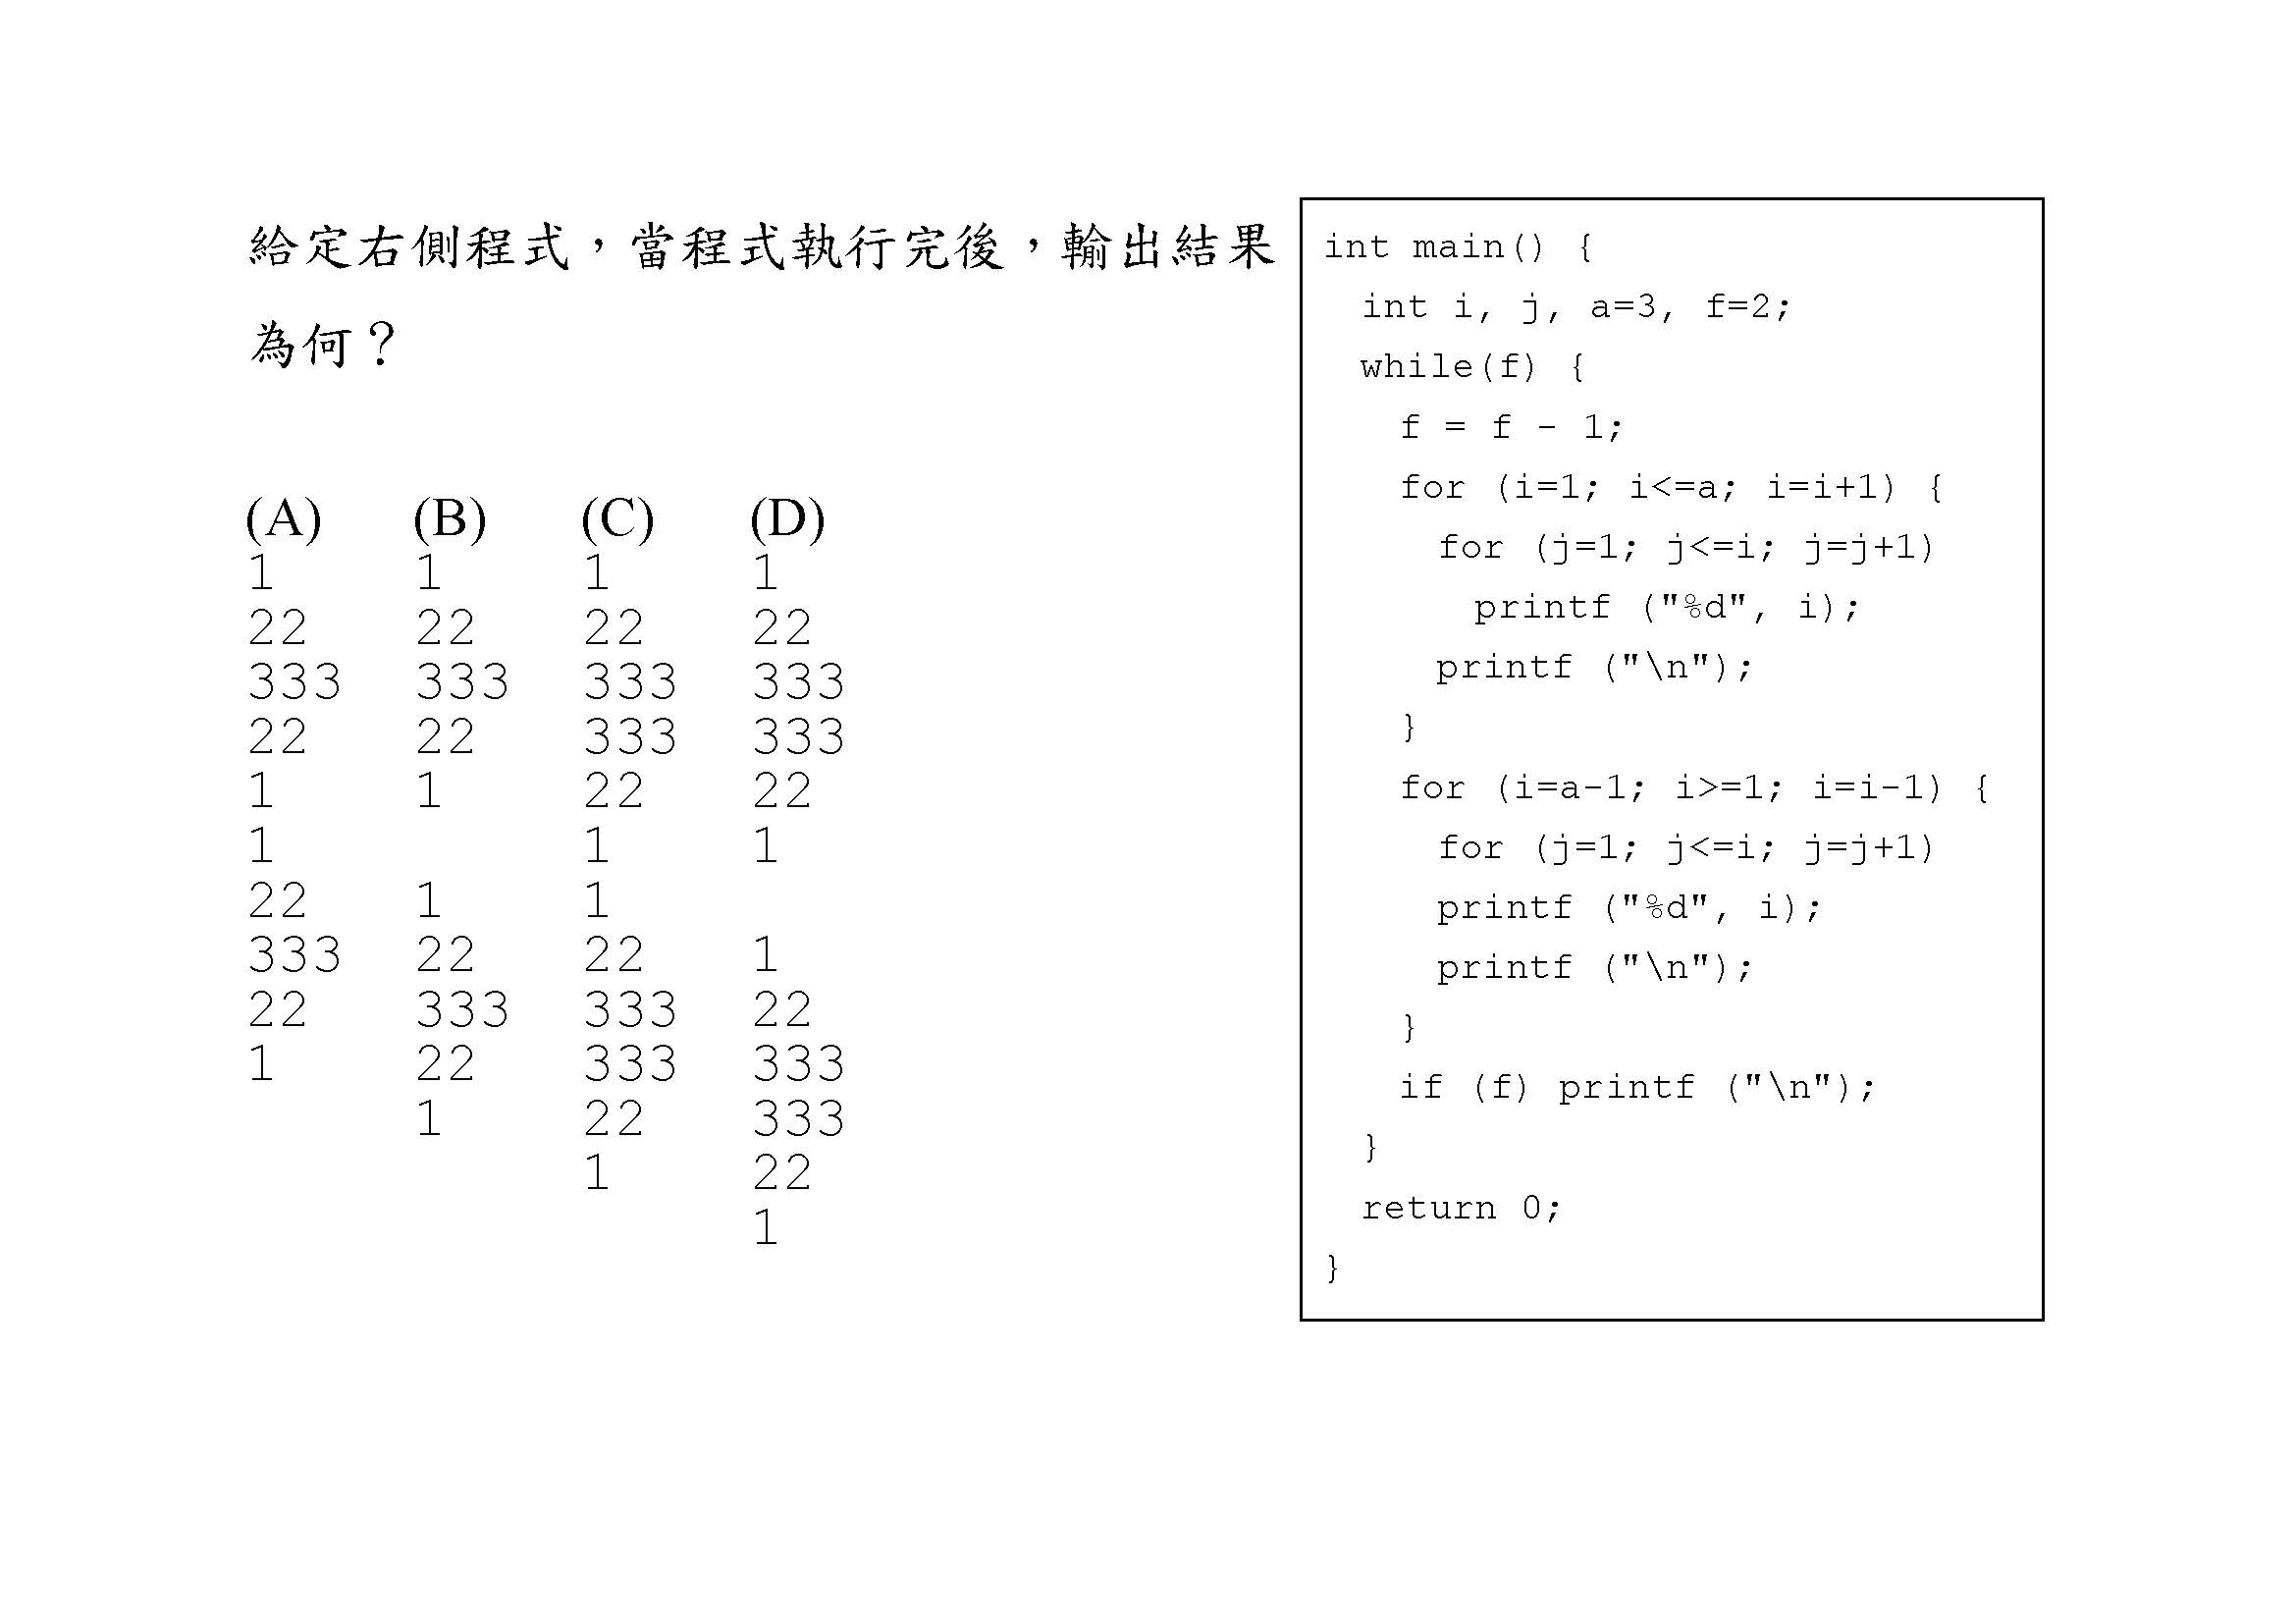 給定右側程式，當程式執行完後，輸出結果
為何？
(A) (B) (C) (D)
1 1 1 1
22 22 22 22
333 333 333 333
22 22 333 333
1 1 22 22
1 1 1
22 1 1
333 22 22 1
22 333 333 22
1 22 333 333
1 22 333
1 22
1
int main() {
int i, j, a=3, f=2;
while(f) {
f = f - 1;
for (i=1; i<=a; i=i+1) {
for (j=1; j<=i; j=j+1)
printf ("%d", i);
printf ("\n");
}
for (i=a-1; i>=1; i=i-1) {
for (j=1; j<=i; j=j+1)
printf ("%d", i);
printf ("\n");
}
if (f) printf ("\n");
}
return 0;
}